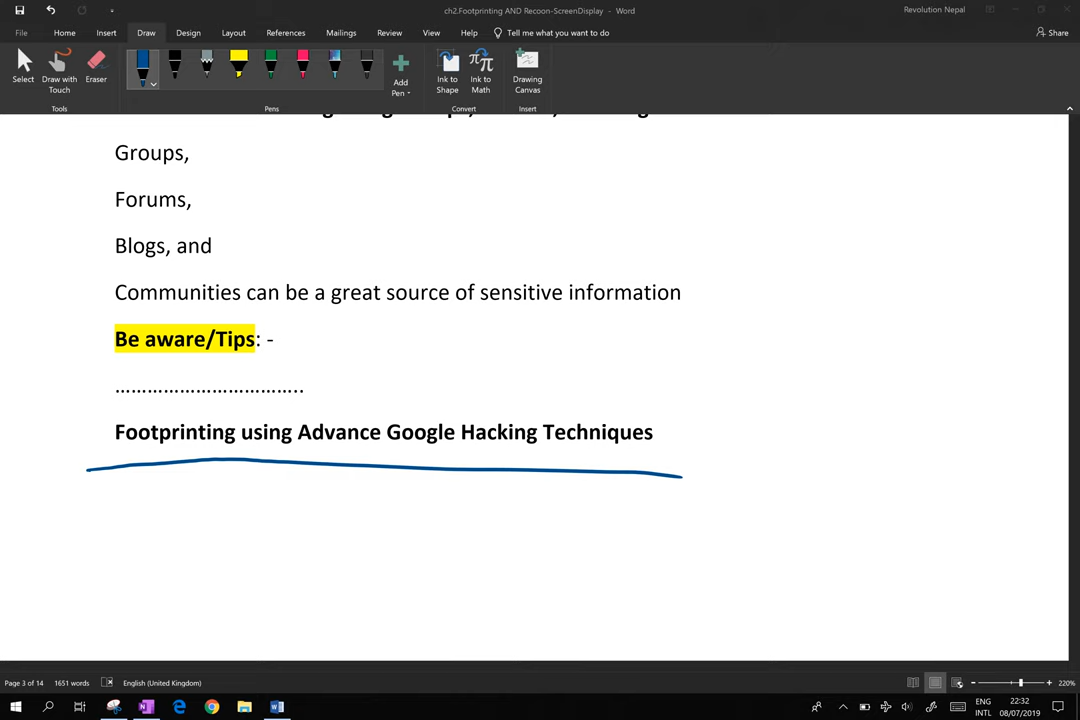 ch2.Footprinting AND Recoon-ScreenDisplay - Word
Revolution Nepal
File Home Insert Draw Design Layout References Mailings Review View Help Tell me what you want to do
Share
Select
Draw with Touch
Eraser
Add Pen
Ink to Shape
Ink to Math
Drawing Canvas
Tools
Pens
Convert
Insert
Groups,
Forums,
Blogs, and
Communities can be a great source of sensitive information
Be aware/Tips: -
……………………………..
Footprinting using Advance Google Hacking Techniques
Page 3 of 14 1651 words English (United Kingdom)
220%
ENG
INTL
22:32
08/07/2019